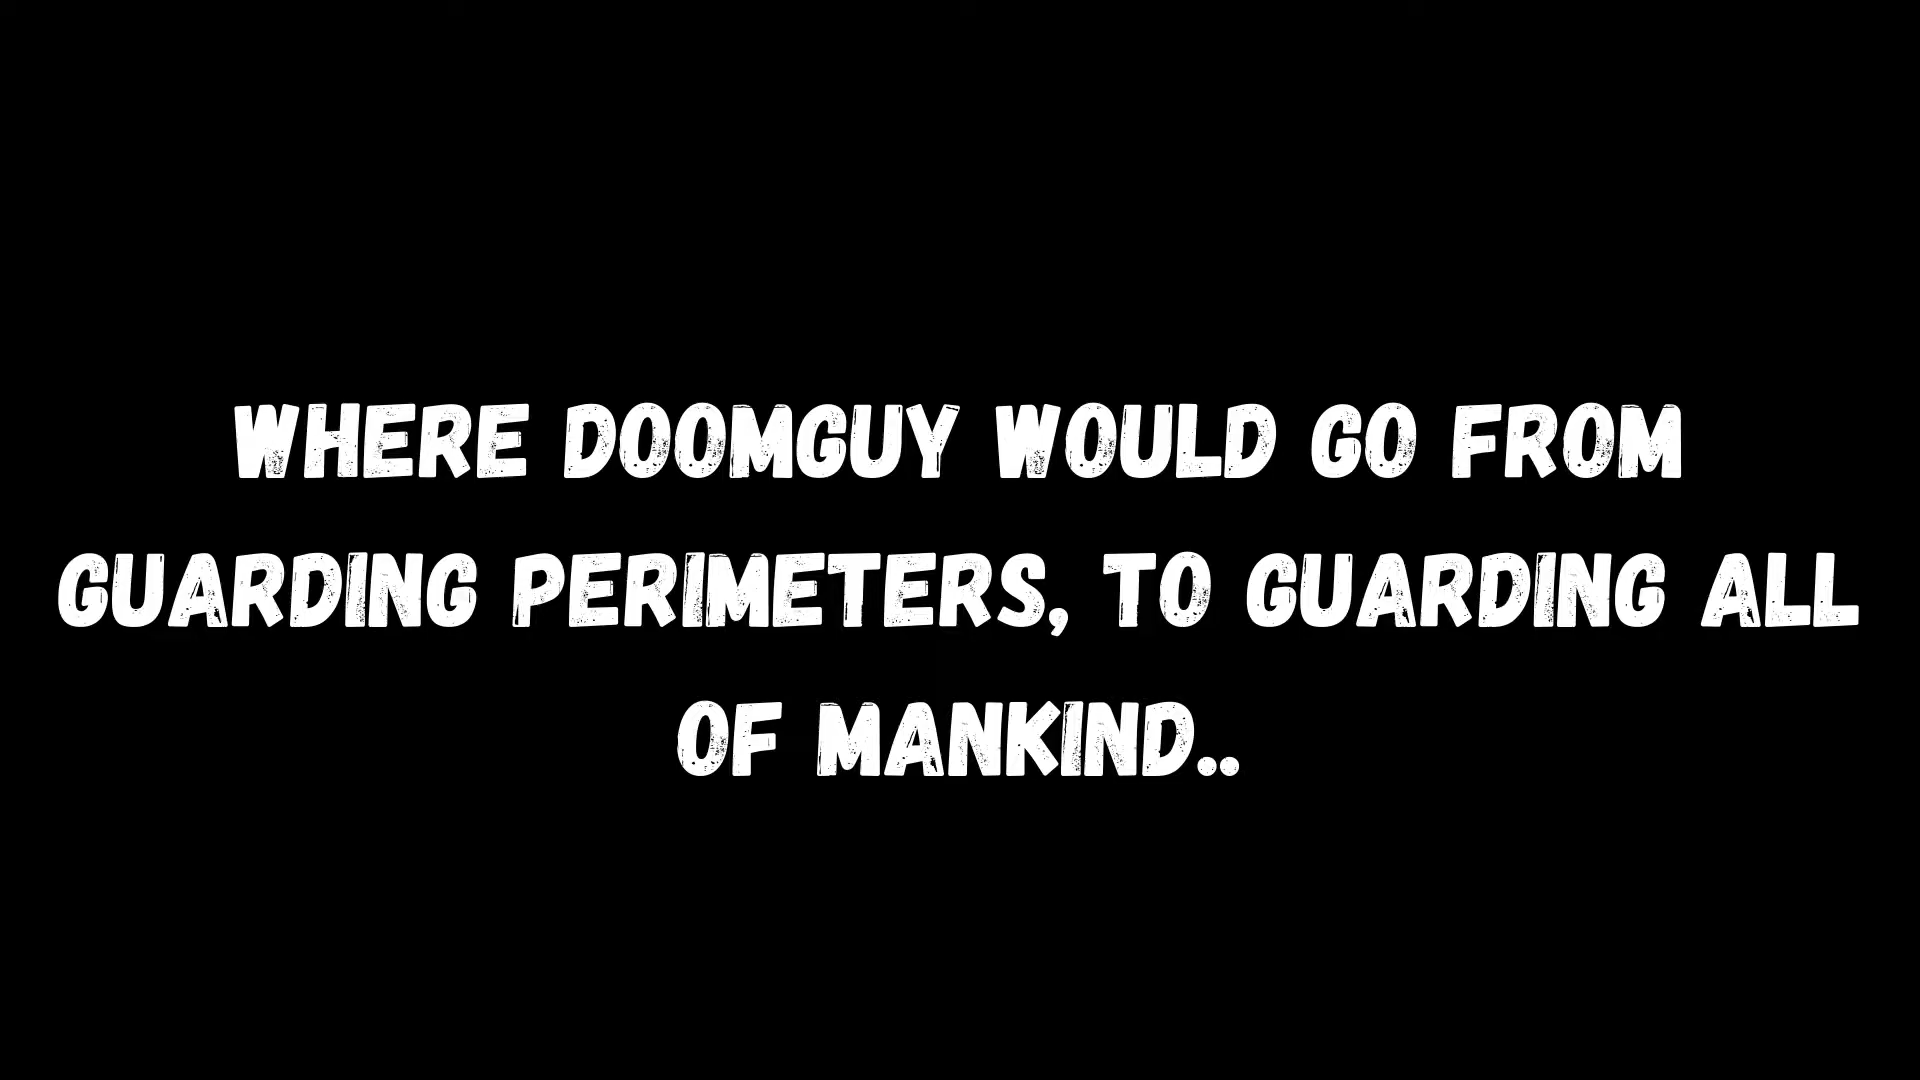 WHERE DOOMGUY WOULD GO FROM
GUARDING PERIMETERS, TO GUARDING ALL
OF MANKIND..